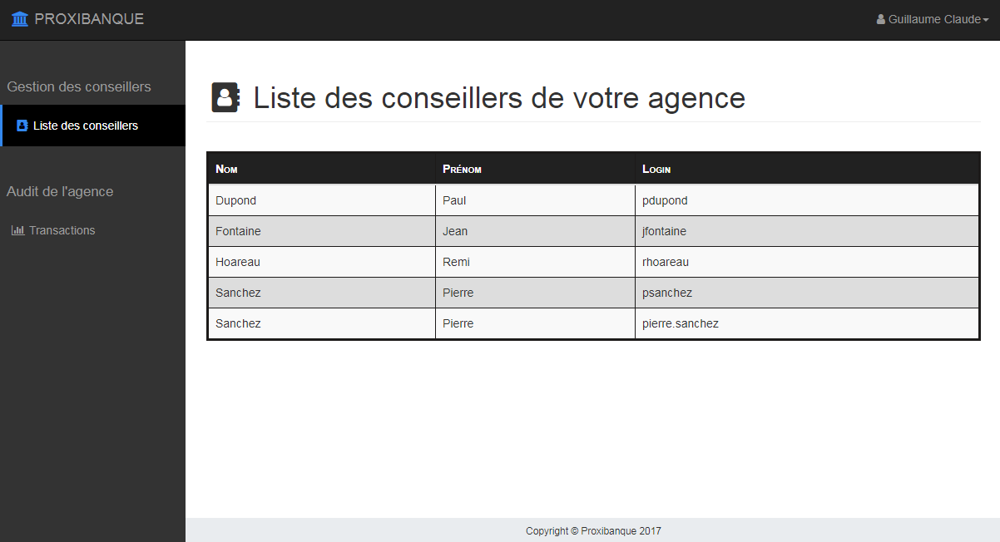 PROXIBANQUE
Guillaume Claude
Gestion des conseillers
Liste des conseillers
Audit de l'agence
Transactions
Liste des conseillers de votre agence
Nom Prénom Login
Dupond Paul pdupond
Fontaine Jean jfontaine
Hoareau Remi rhoareau
Sanchez Pierre psanchez
Sanchez Pierre pierre.sanchez
Copyright © Proxibanque 2017